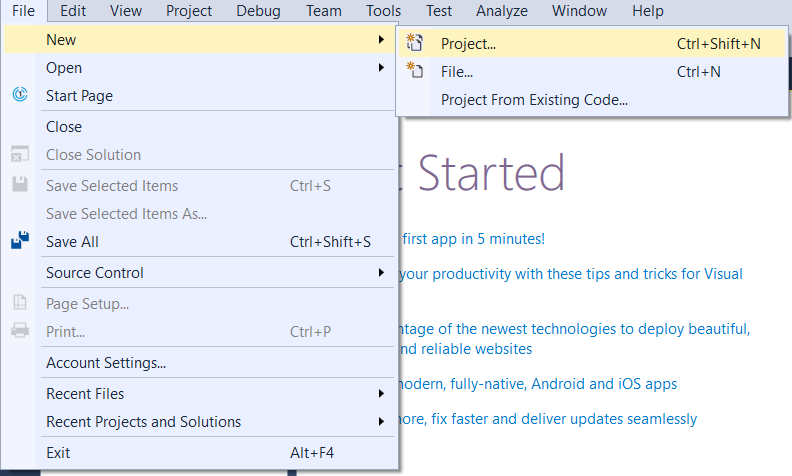 File Edit View Project Debug Team Tools Test Analyze Window Help
New
Open
Start Page
Close
Close Solution
Save Selected Items Ctrl+S
Save Selected Items As...
Save All Ctrl+Shift+S
Source Control
Page Setup...
Print... Ctrl+P
Account Settings...
Recent Files
Recent Projects and Solutions
Exit Alt+F4
Project... Ctrl+Shift+N
File... Ctrl+N
Project From Existing Code...
Started
first app in 5 minutes!
your productivity with these tips and tricks for Visual
of the newest technologies to deploy beautiful,
reliable websites
fully-native, Android and iOS apps
fix faster and deliver updates seamlessly